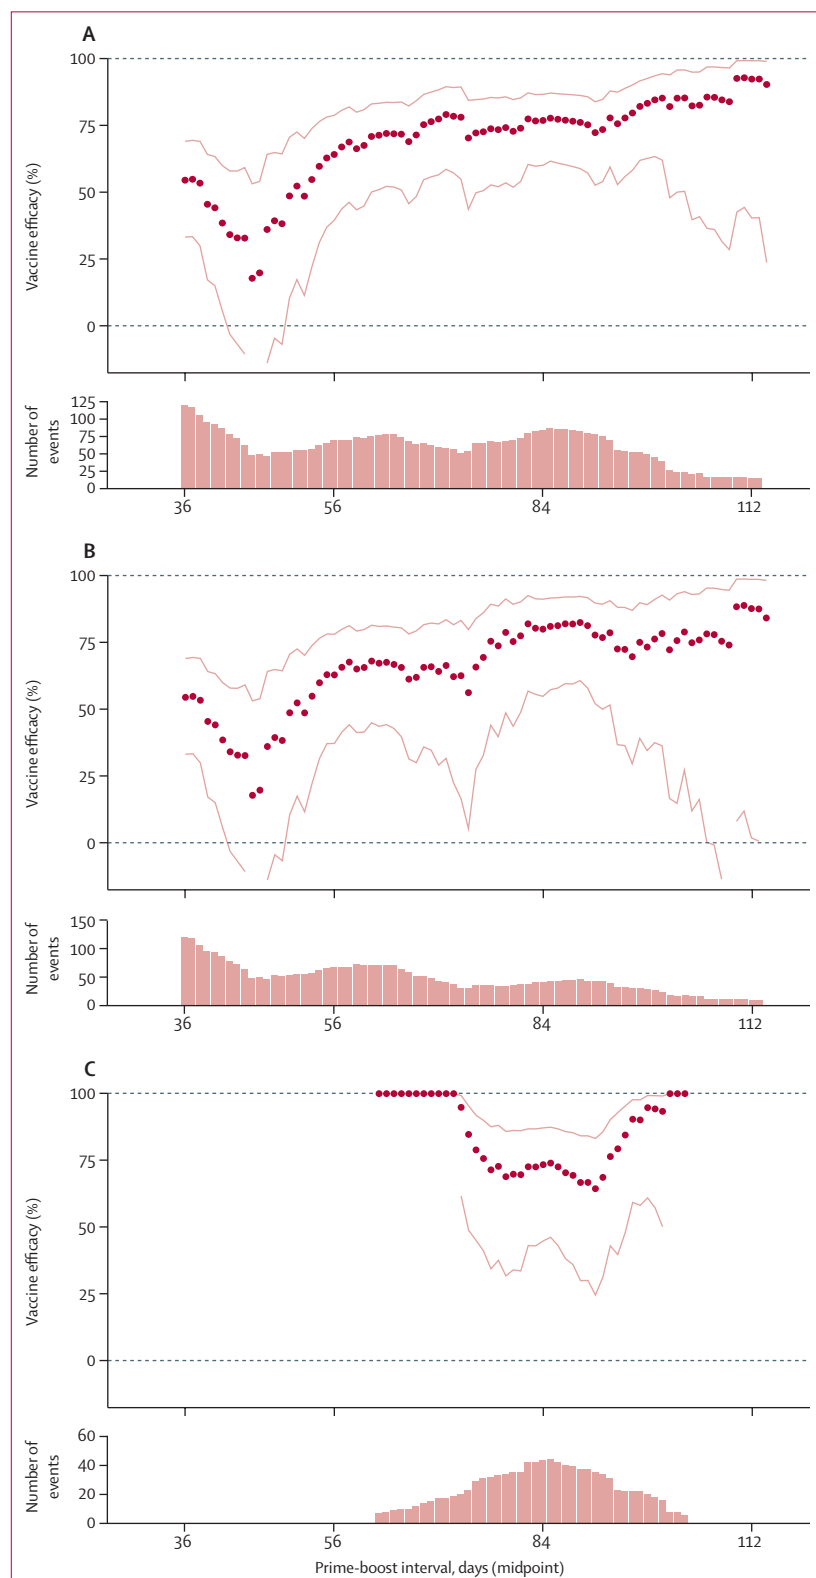 A
100
75
50
25
0
Vaccine efficacy (%)
125
100
75
50
25
0
Number of
events
36 56 84 112
B
100
75
50
25
0
Vaccine efficacy (%)
150
100
50
0
Number of
events
36 56 84 112
C
100
75
50
25
0
Vaccine efficacy (%)
60
40
20
0
Number of
events
36 56 84 112
Prime-boost interval, days (midpoint)